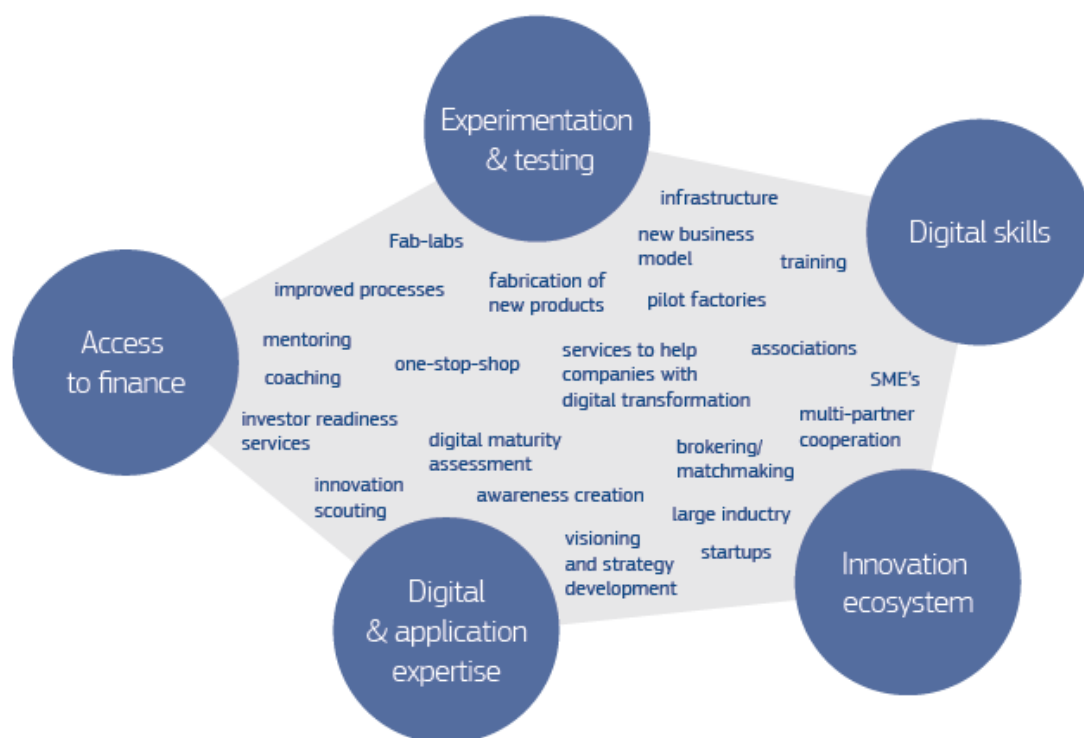 Experimentation
& testing
Digital skills
Access
to finance
Digital
& application
expertise
Innovation
ecosystem
infrastructure
Fab-labs
new business
model
training
improved processes
fabrication of
new products
pilot factories
mentoring
one-stop-shop
services to help
companies with
digital transformation
associations
coaching
SME's
investor readiness
services
multi-partner
cooperation
digital maturity
assessment
brokering/
matchmaking
innovation
scouting
awareness creation
large inductry
visioning
and strategy
development
startups